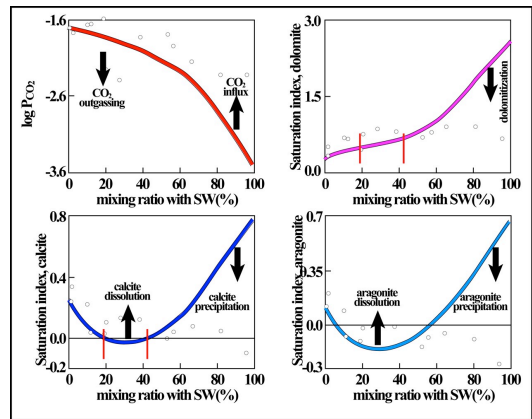 -1.6
-2.6
-3.6
log PCO2
CO2
outgassing
CO2
influx
0 20 40 60 80 100
mixing ratio with SW(%)
3.0
1.5
0.0
Saturation index, dolomite
dolomitization
0 20 40 60 80 100
mixing ratio with SW(%)
0.8
0.4
0.0
-0.2
Saturation index, calcite
calcite
dissolution
calcite
precipitation
0 20 40 60 80 100
mixing ratio with SW(%)
0.7
0.35
0.0
-0.3
Saturation index, aragonite
aragonite
dissolution
aragonite
precipitation
0 20 40 60 80 100
mixing ratio with SW(%)